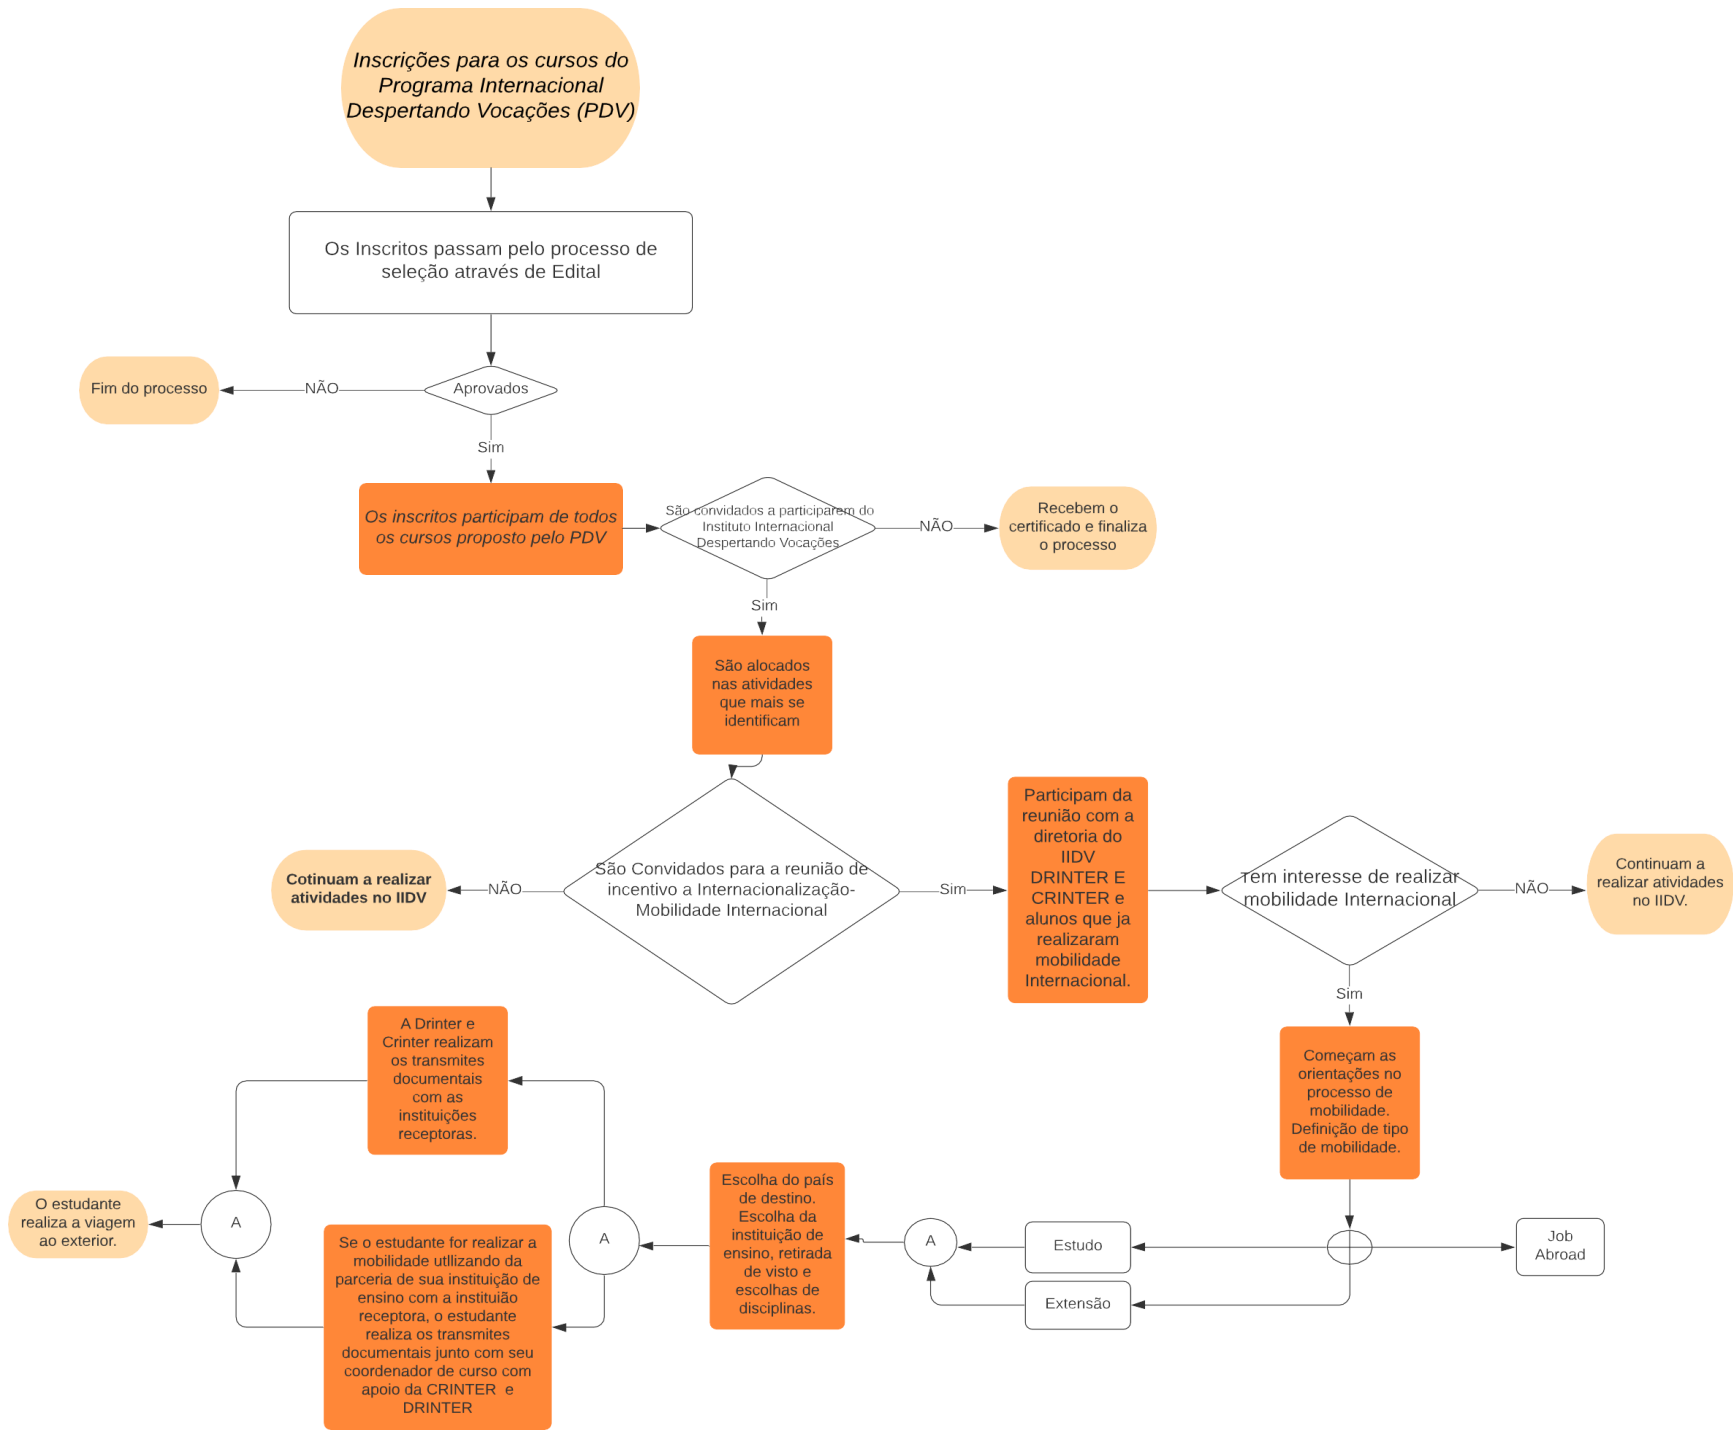 Inscrições para os cursos do
Programa Internacional
Despertando Vocações (PDV)
Os Inscritos passam pelo processo de
seleção através de Edital
Fim do processo
NÃO
Aprovados
Sim
Os inscritos participam de todos
os cursos proposto pelo PDV
São convidados a participarem do
Instituto Internacional
Despertando Vocações
NÃO
Recebem o
certificado e finaliza
o processo
Sim
São alocados
nas atividades
que mais se
identificam
Cotinuam a realizar
atividades no IIDV
NÃO
São Convidados para a reunião de
incentivo a Internacionalização-
Mobilidade Internacional
Sim
Participam da
reunião com a
diretoria do
IIDV
DRINTER E
CRINTER e
alunos que ja
realizaram
mobilidade
Internacional.
Tem interesse de realizar
mobilidade Internacional
NÃO
Continuam a
realizar atividades
no IIDV.
Sim
Começam as
orientações no
processo de
mobilidade.
Definição de tipo
de mobilidade.
Job
Abroad
Estudo
Extensão
A
Escolha do país
de destino.
Escolha da
instituição de
ensino, retirada
de visto e
escolhas de
disciplinas.
A
A Drinter e
Crinter realizam
os transmites
documentais
com as
instituições
receptoras.
Se o estudante for realizar a
mobilidade utllizando da
parceria de sua instituição de
ensino com a instituião
receptora, o estudante
realiza os transmites
documentais junto com seu
coordenador de curso com
apoio da CRINTER  e
DRINTER
A
O estudante
realiza a viagem
ao exterior.